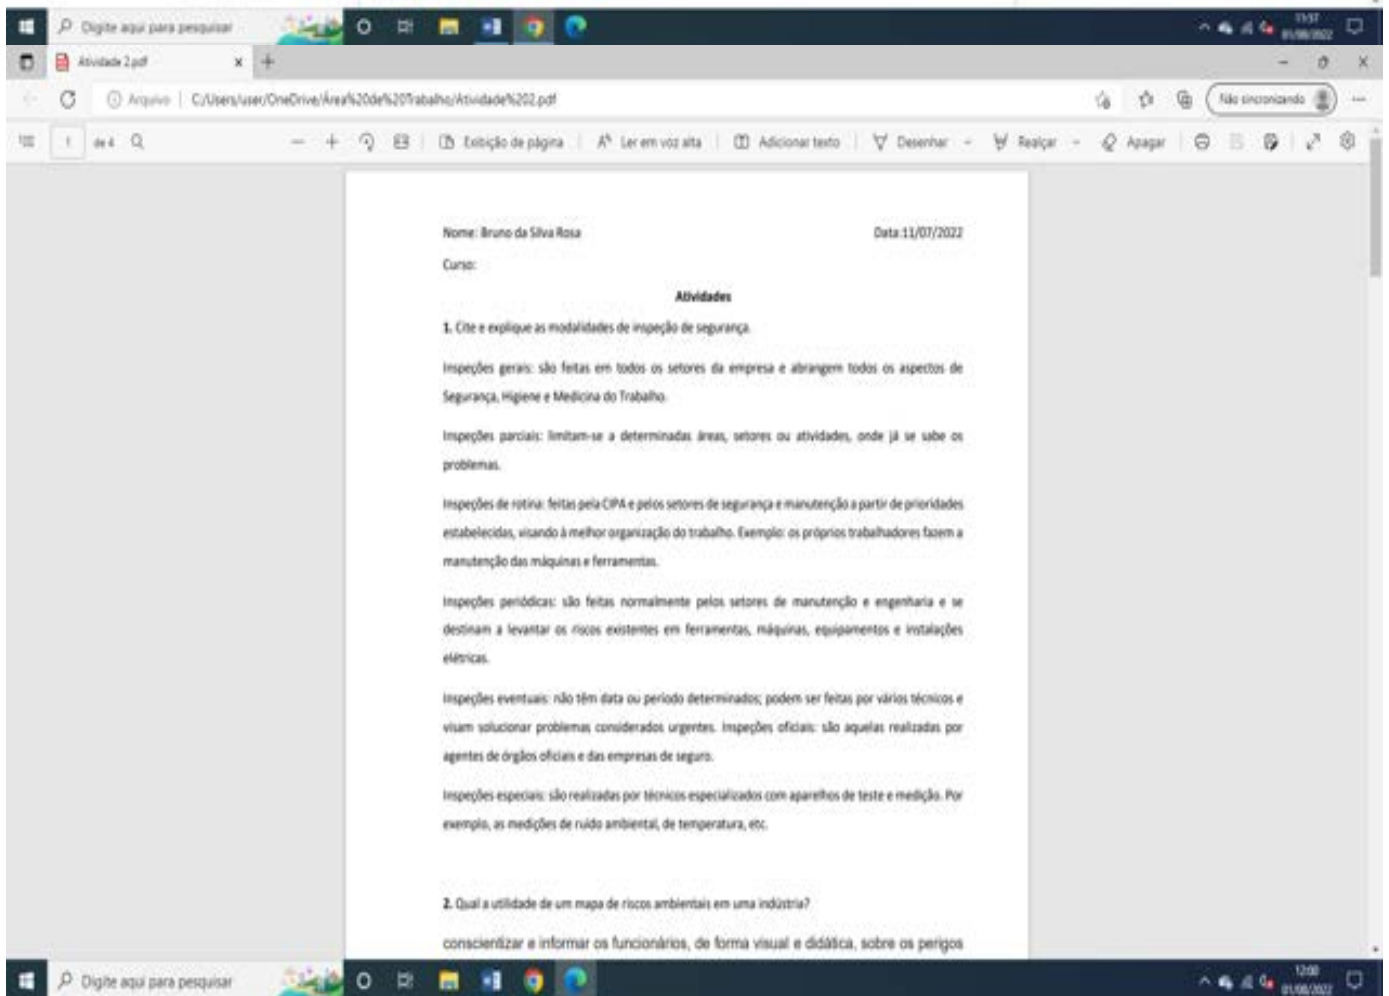 Digite aqui para pesquisar
11:57
01/08/2022
Atividade 2.pdf
Arquivo | C:/Users/user/OneDrive/Área%20de%20Trabalho/Atividade%202.pdf
Não sincronizando
1 de 4
Exibição de página
Ler em voz alta
Adicionar texto
Desenhar
Realçar
Apagar
Nome: Bruno da Silva Rosa Data:11/07/2022
Curso:
Atividades
1. Cite e explique as modalidades de inspeção de segurança.
Inspeções gerais: são feitas em todos os setores da empresa e abrangem todos os aspectos de
Segurança, Higiene e Medicina do Trabalho.
Inspeções parciais: limitam-se a determinadas áreas, setores ou atividades, onde já se sabe os
problemas.
Inspeções de rotina: feitas pela CIPA e pelos setores de segurança e manutenção a partir de prioridades
estabelecidas, visando à melhor organização do trabalho. Exemplo: os próprios trabalhadores fazem a
manutenção das máquinas e ferramentas.
Inspeções periódicas: são feitas normalmente pelos setores de manutenção e engenharia e se
destinam a levantar os riscos existentes em ferramentas, máquinas, equipamentos e instalações
elétricas.
Inspeções eventuais: não têm data ou período determinados; podem ser feitas por vários técnicos e
visam solucionar problemas considerados urgentes. Inspeções oficiais: são aquelas realizadas por
agentes de órgãos oficiais e das empresas de seguro.
Inspeções especiais: são realizadas por técnicos especializados com aparelhos de teste e medição. Por
exemplo, as medições de ruído ambiental, de temperatura, etc.
2. Qual a utilidade de um mapa de riscos ambientais em uma indústria?
conscientizar e informar os funcionários, de forma visual e didática, sobre os perigos
Digite aqui para pesquisar
12:00
01/08/2022